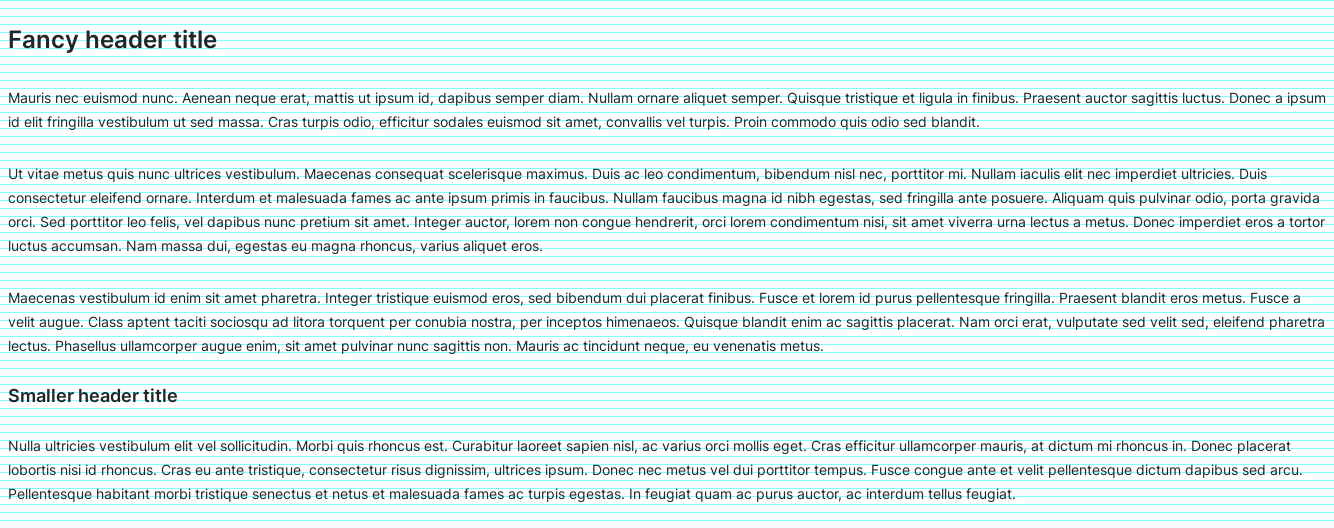 Fancy header title
Mauris nec euismod nunc. Aenean neque erat, mattis ut ipsum id, dapibus semper diam. Nullam ornare aliquet semper. Quisque tristique et ligula in finibus. Praesent auctor sagittis luctus. Donec a ipsum
id elit fringilla vestibulum ut sed massa. Cras turpis odio, efficitur sodales euismod sit amet, convallis vel turpis. Proin commodo quis odio sed blandit.
Ut vitae metus quis nunc ultrices vestibulum. Maecenas consequat scelerisque maximus. Duis ac leo condimentum, bibendum nisl nec, porttitor mi. Nullam iaculis elit nec imperdiet ultricies. Duis
consectetur eleifend ornare. Interdum et malesuada fames ac ante ipsum primis in faucibus. Nullam faucibus magna id nibh egestas, sed fringilla ante posuere. Aliquam quis pulvinar odio, porta gravida
orci. Sed porttitor leo felis, vel dapibus nunc pretium sit amet. Integer auctor, lorem non congue hendrerit, orci lorem condimentum nisi, sit amet viverra urna lectus a metus. Donec imperdiet eros a tortor
luctus accumsan. Nam massa dui, egestas eu magna rhoncus, varius aliquet eros.
Maecenas vestibulum id enim sit amet pharetra. Integer tristique euismod eros, sed bibendum dui placerat finibus. Fusce et lorem id purus pellentesque fringilla. Praesent blandit eros metus. Fusce a
velit augue. Class aptent taciti sociosqu ad litora torquent per conubia nostra, per inceptos himenaeos. Quisque blandit enim ac sagittis placerat. Nam orci erat, vulputate sed velit sed, eleifend pharetra
lectus. Phasellus ullamcorper augue enim, sit amet pulvinar nunc sagittis non. Mauris ac tincidunt neque, eu venenatis metus.
Smaller header title
Nulla ultricies vestibulum elit vel sollicitudin. Morbi quis rhoncus est. Curabitur laoreet sapien nisl, ac varius orci mollis eget. Cras efficitur ullamcorper mauris, at dictum mi rhoncus in. Donec placerat
lobortis nisi id rhoncus. Cras eu ante tristique, consectetur risus dignissim, ultrices ipsum. Donec nec metus vel dui porttitor tempus. Fusce congue ante et velit pellentesque dictum dapibus sed arcu.
Pellentesque habitant morbi tristique senectus et netus et malesuada fames ac turpis egestas. In feugiat quam ac purus auctor, ac interdum tellus feugiat.